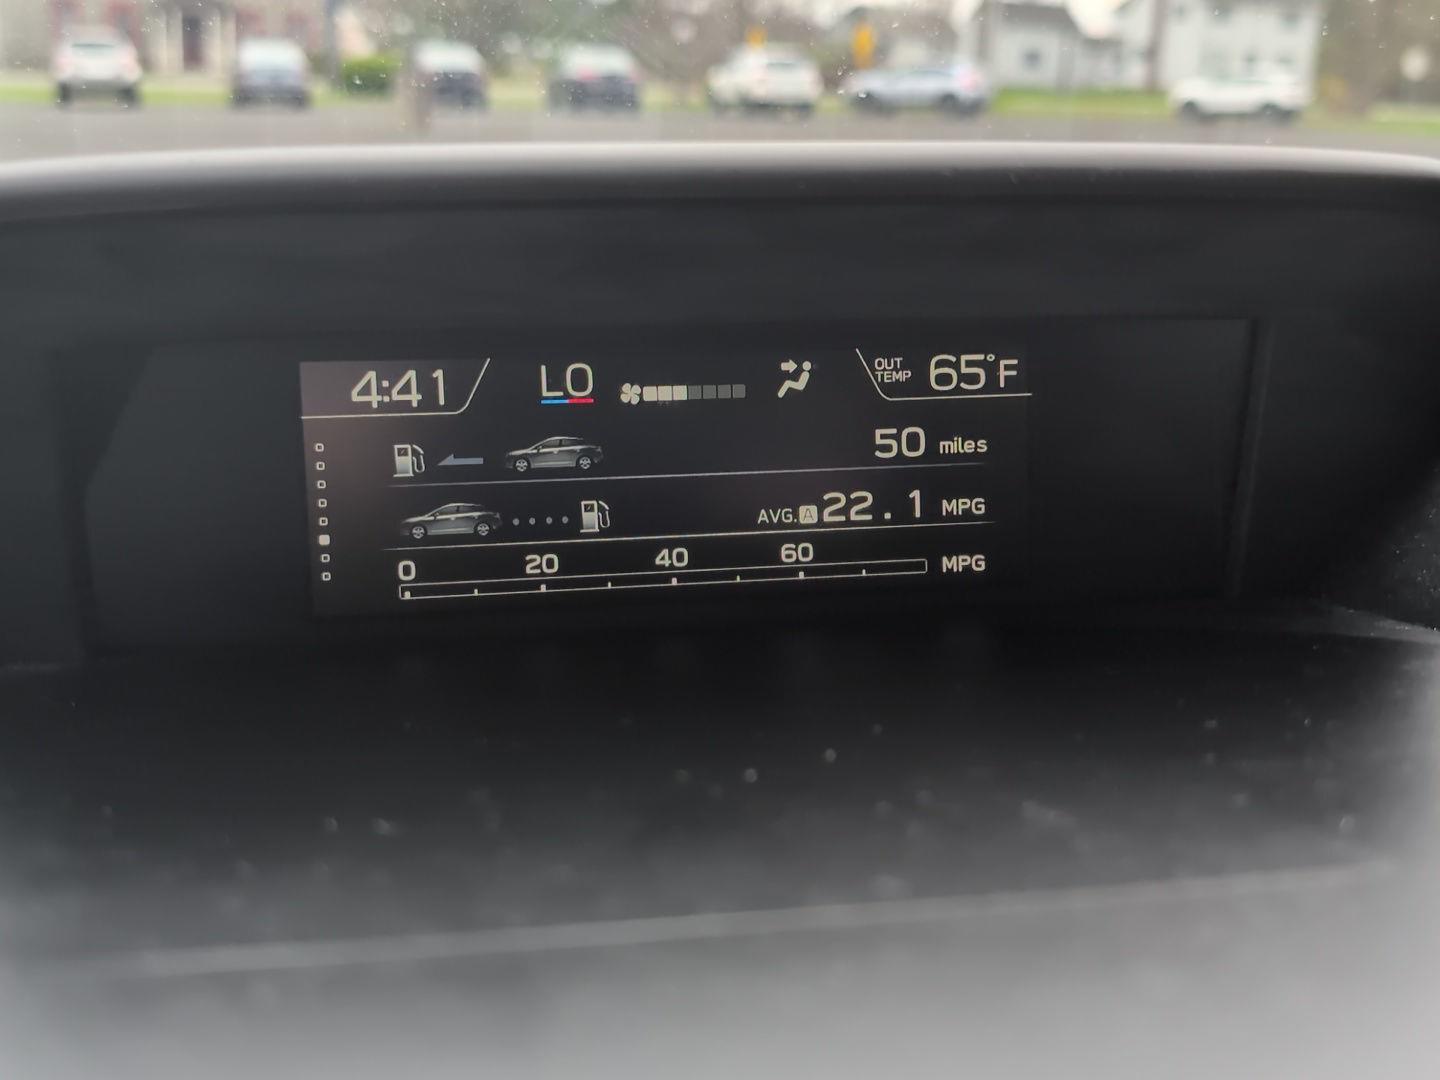 4:41 LO OUT TEMP 65°F
50 miles
AVG. A 22.1 MPG
0 20 40 60 MPG